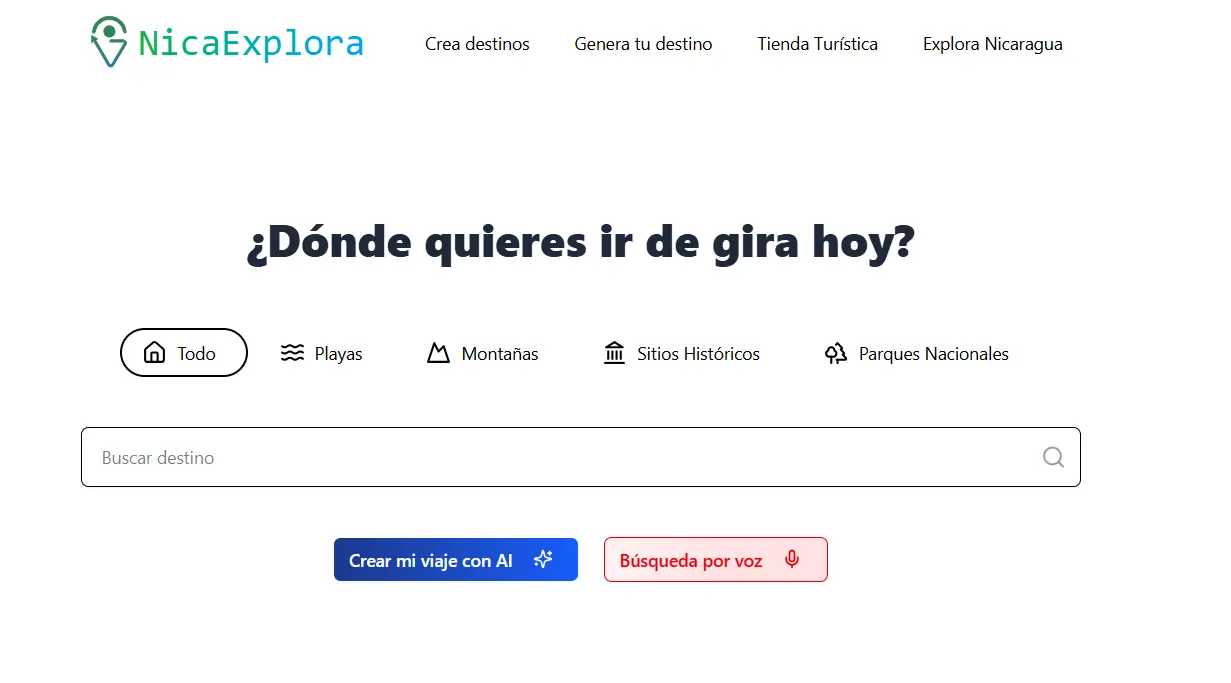 NicaExplora Crea destinos Genera tu destino Tienda Turística Explora Nicaragua
¿Dónde quieres ir de gira hoy?
Todo Playas Montañas Sitios Históricos Parques Nacionales
Buscar destino
Crear mi viaje con AI Búsqueda por voz